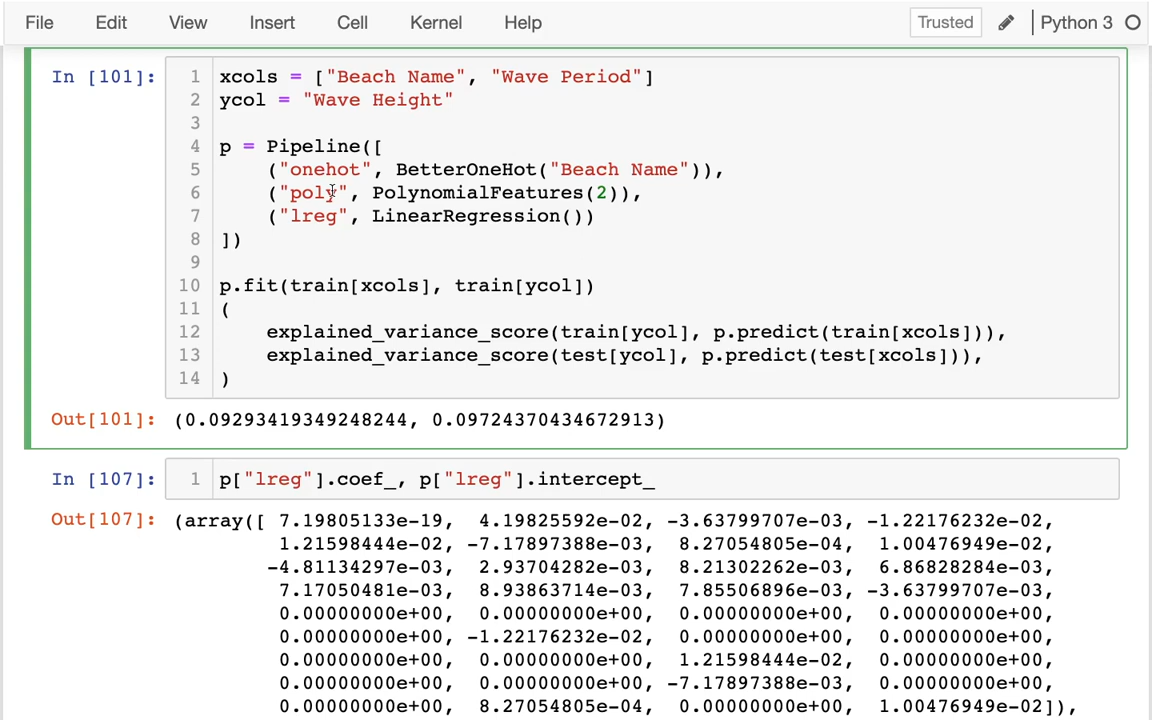 File Edit View Insert Cell Kernel Help Trusted Python 3
In [101]: 1 xcols = ["Beach Name", "Wave Period"]
2 ycol = "Wave Height"
3
4 p = Pipeline([
5 ("onehot", BetterOneHot("Beach Name")),
6 ("poly", PolynomialFeatures(2)),
7 ("lreg", LinearRegression())
8 ])
9
10 p.fit(train[xcols], train[ycol])
11 (
12 explained_variance_score(train[ycol], p.predict(train[xcols])),
13 explained_variance_score(test[ycol], p.predict(test[xcols])),
14 )
Out[101]: (0.09293419349248244, 0.09724370434672913)
In [107]: 1 p["lreg"].coef_, p["lreg"].intercept_
Out[107]: (array([ 7.19805133e-19, 4.19825592e-02, -3.63799707e-03, -1.22176232e-02,
1.21598444e-02, -7.17897388e-03, 8.27054805e-04, 1.00476949e-02,
-4.81134297e-03, 2.93704282e-03, 8.21302262e-03, 6.86828284e-03,
7.17050481e-03, 8.93863714e-03, 7.85506896e-03, -3.63799707e-03,
0.00000000e+00, 0.00000000e+00, 0.00000000e+00, 0.00000000e+00,
0.00000000e+00, -1.22176232e-02, 0.00000000e+00, 0.00000000e+00,
0.00000000e+00, 0.00000000e+00, 1.21598444e-02, 0.00000000e+00,
0.00000000e+00, 0.00000000e+00, -7.17897388e-03, 0.00000000e+00,
0.00000000e+00, 8.27054805e-04, 0.00000000e+00, 1.00476949e-02]),